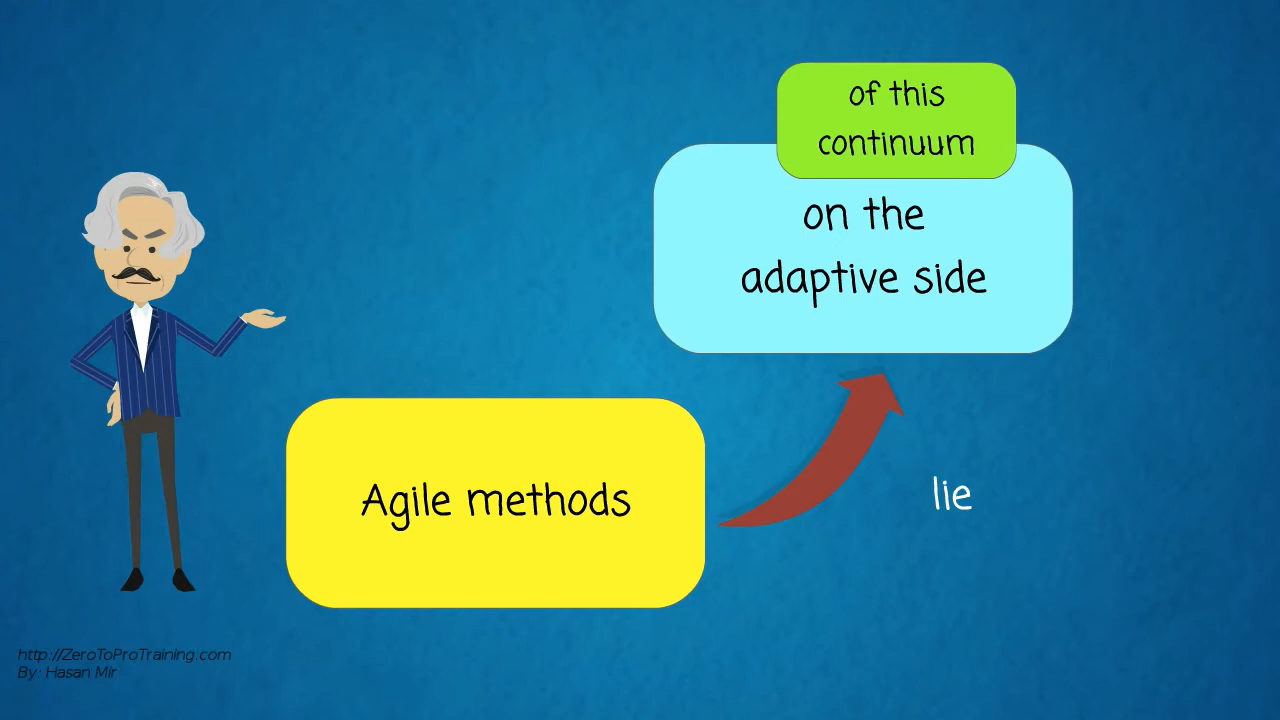 Agile methods
lie
on the
adaptive side
of this
continuum
http://ZeroToProTraining.com
By: Hasan Mir